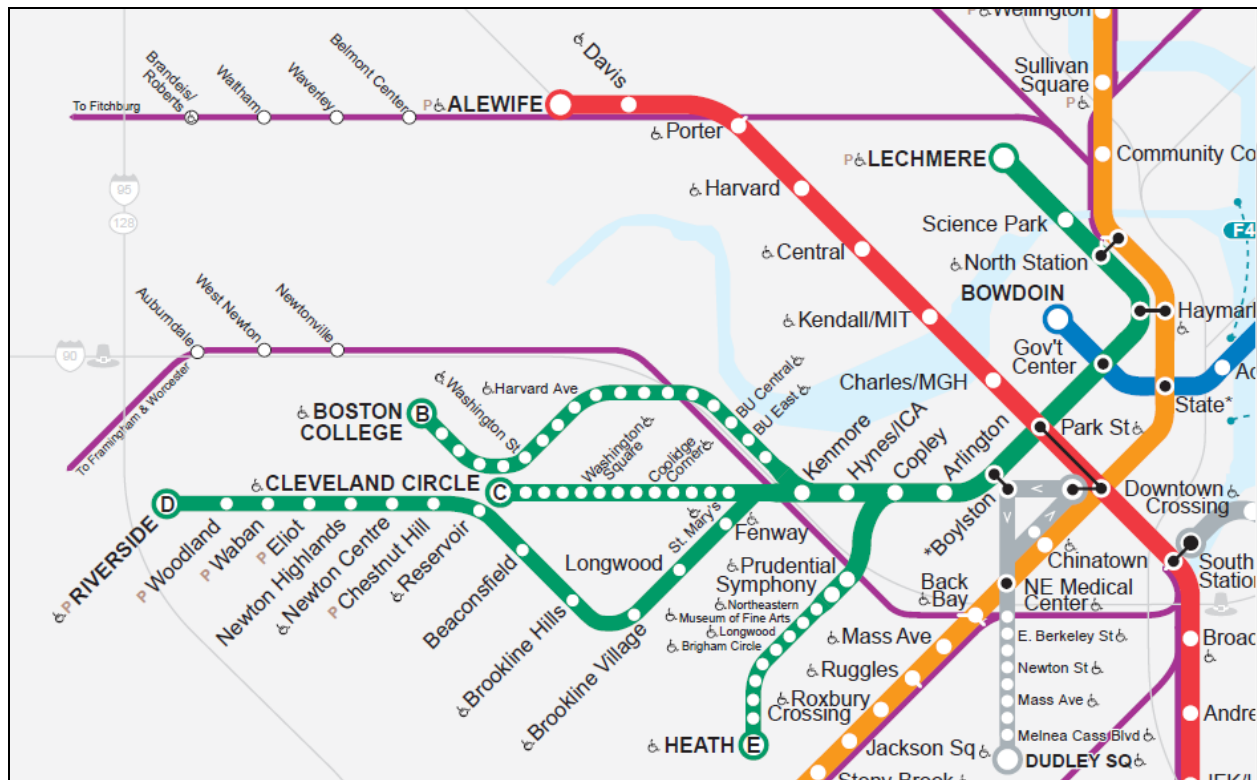 Wellington
Sullivan
Square
P
Davis
Belmont Center
Waverley
Waltham
Brandeis/
Roberts
To Fitchburg
P ALEWIFE
Porter
P LECHMERE
Community Co
95
128
Harvard
Science Park
F4
Central
North Station
BOWDOIN
Auburndale
West Newton
Newtonville
Kendall/MIT
Haymar
90
Gov't
Center
Charles/MGH
State*
Ac
To Framingham & Worcester
BOSTON
COLLEGE
B
Washington St
Harvard Ave
BU Central
BU East
Washington
Square
Coolidge
Corner
Kenmore
Hynes/ICA
Copley
Arlington
Park St
CLEVELAND CIRCLE
C
D
P RIVERSIDE
P Woodland
P Waban
P Eliot
Newton Highlands
Newton Centre
P Chestnut Hill
Reservoir
Beaconsfield
Brookline Hills
Brookline Village
Longwood
St. Mary's
Fenway
*Boylston
Downtown
Crossing
Chinatown
South
Station
Prudential
Symphony
Northeastern
Museum of Fine Arts
Longwood
Brigham Circle
Back
Bay
NE Medical
Center
Mass Ave
Ruggles
Roxbury
Crossing
E. Berkeley St
Newton St
Mass Ave
Melnea Cass Blvd
Broad
Andre
HEATH
E
Jackson Sq
DUDLEY SQ
Stony Brook
JFK/